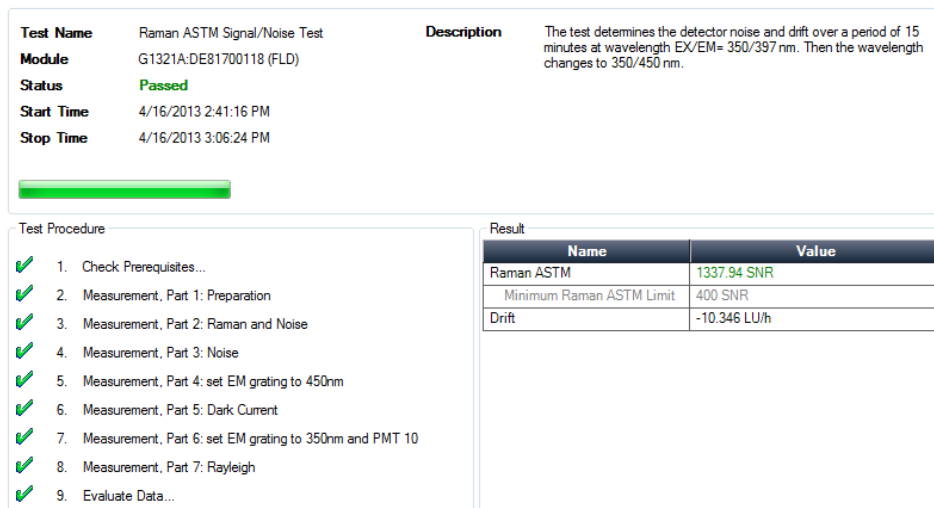 Test Name Raman ASTM Signal/Noise Test
Module G1321A:DE81700118 (FLD)
Status Passed
Start Time 4/16/2013 2:41:16 PM
Stop Time 4/16/2013 3:06:24 PM
Description The test determines the detector noise and drift over a period of 15
minutes at wavelength EX/EM= 350/397 nm. Then the wavelength
changes to 350/450 nm.
Test Procedure
1. Check Prerequisites...
2. Measurement, Part 1: Preparation
3. Measurement, Part 2: Raman and Noise
4. Measurement, Part 3: Noise
5. Measurement, Part 4: set EM grating to 450nm
6. Measurement, Part 5: Dark Current
7. Measurement, Part 6: set EM grating to 350nm and PMT 10
8. Measurement, Part 7: Rayleigh
9. Evaluate Data...
Result
Name Value
Raman ASTM 1337.94 SNR
Minimum Raman ASTM Limit 400 SNR
Drift -10.346 LU/h